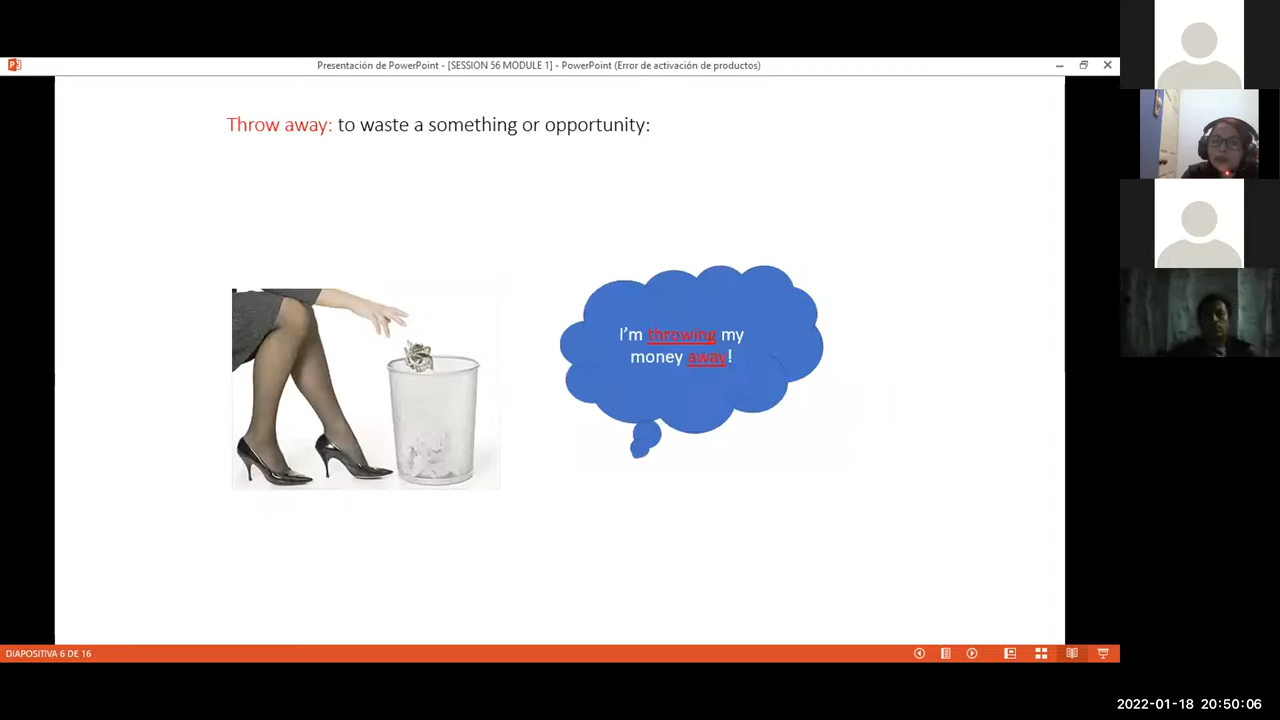 Presentación de PowerPoint - [SESSION 56 MODULE 1] - PowerPoint (Error de activación de productos)
Throw away: to waste a something or opportunity:
I'm throwing my
money away!
DIAPOSITIVA 6 DE 16
2022-01-18 20:50:06